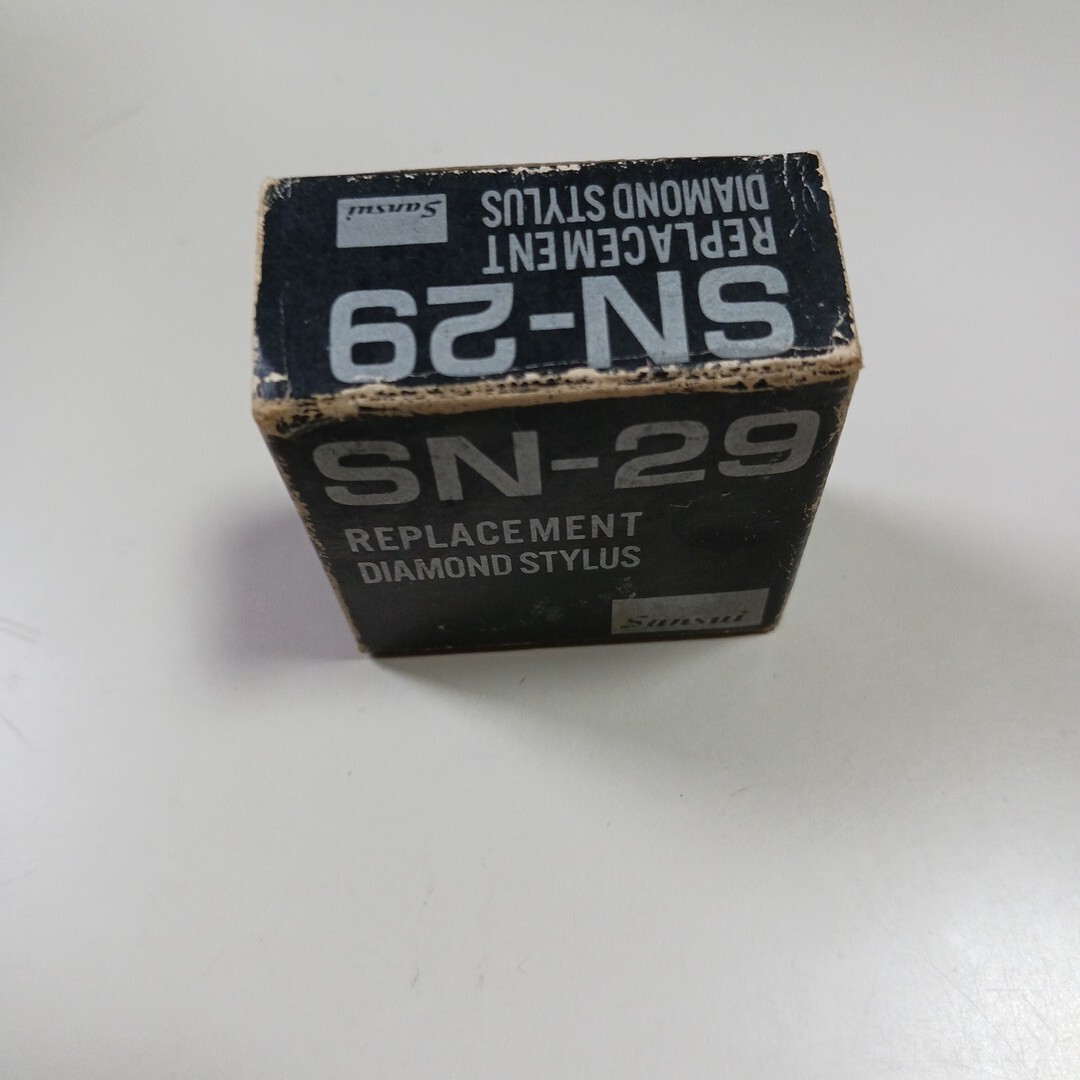 SN-29
REPLACEMENT
DIAMOND STYLUS
Sansui
SN-29
REPLACEMENT
DIAMOND STYLUS
Sansui